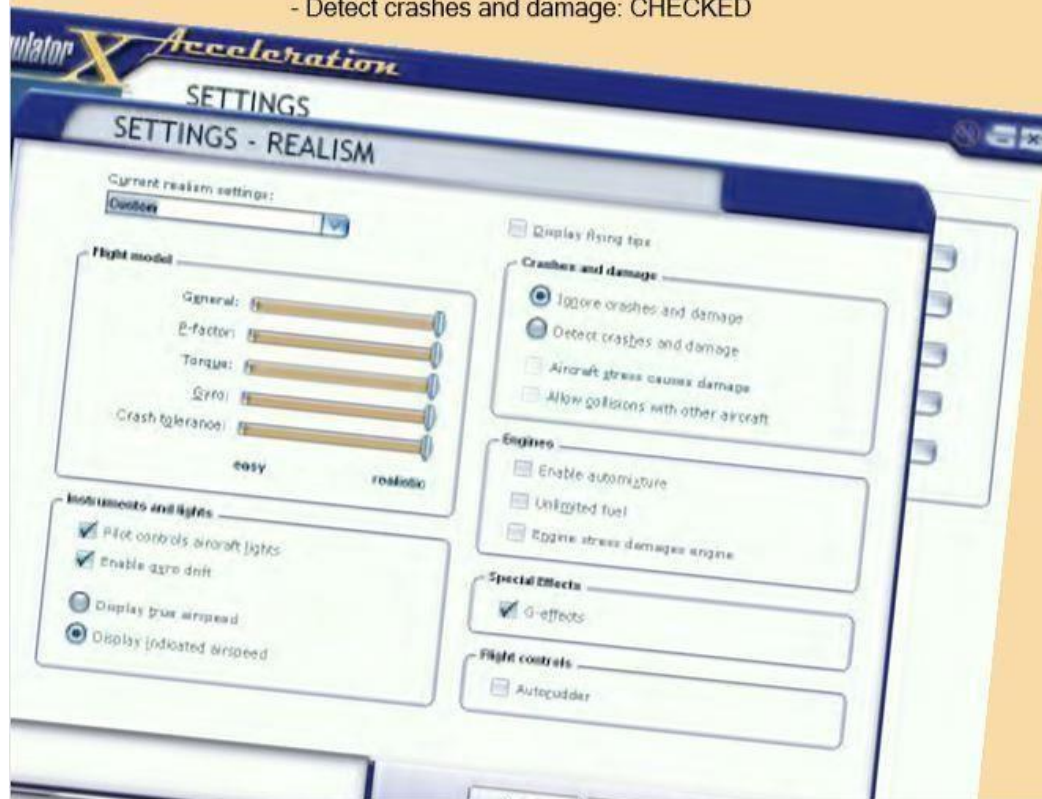 - Detect crashes and damage: CHECKED
ulator X Acceleration
SETTINGS
SETTINGS - REALISM
Current realism settings:
Custom
Flight model
General:
P-factor:
Torque:
Gyro:
Crash tolerance:
easy
realistic
Instruments and lights
Pilot controls aircraft lights
Enable gyro drift
Display true airspeed
Display indicated airspeed
Display flying tips
Crashes and damage
Ignore crashes and damage
Detect crashes and damage
Aircraft stress causes damage
Allow collisions with other aircraft
Engines
Enable automixture
Unlimited fuel
Engine stress damages engine
Special Effects
G-effects
Flight controls
Autorudder